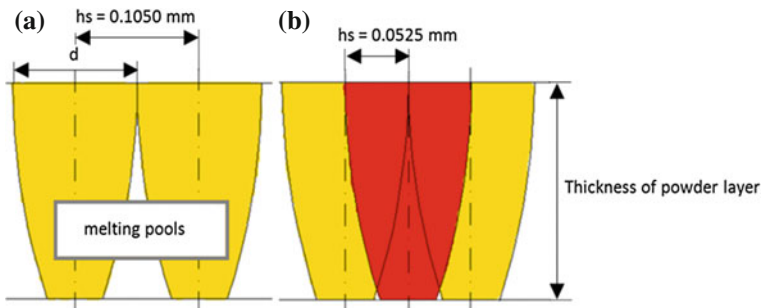 (a)
hs = 0.1050 mm
d
melting pools
(b)
hs = 0.0525 mm
Thickness of powder layer